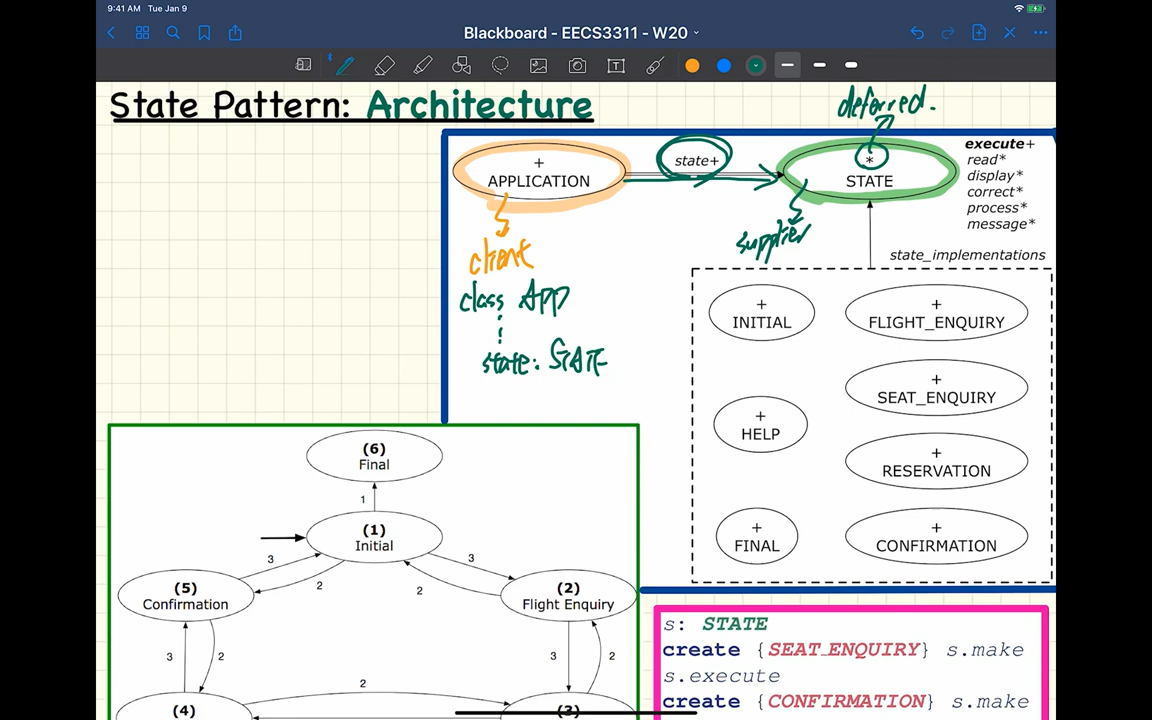 9:41 AM Tue Jan 9
Blackboard - EECS3311 - W20
State Pattern: Architecture
deferred.
+
APPLICATION
state+
*
STATE
execute+
read*
display*
correct*
process*
message*
client
supplier
state_implementations
class App
state: STATE
+
INITIAL
+
FLIGHT_ENQUIRY
+
SEAT_ENQUIRY
+
HELP
+
RESERVATION
+
FINAL
+
CONFIRMATION
(6)
Final
1
(1)
Initial
3
2
3
2
(5)
Confirmation
(2)
Flight Enquiry
3
2
3
2
2
(4)
(3)
s: STATE
create {SEAT_ENQUIRY} s.make
s.execute
create {CONFIRMATION} s.make